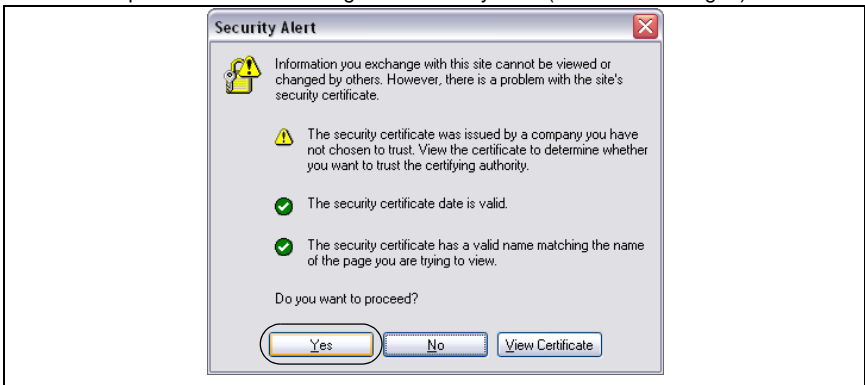 Security Alert
Information you exchange with this site cannot be viewed or
changed by others. However, there is a problem with the site's
security certificate.
The security certificate was issued by a company you have
not chosen to trust. View the certificate to determine whether
you want to trust the certifying authority.
The security certificate date is valid.
The security certificate has a valid name matching the name
of the page you are trying to view.
Do you want to proceed?
Yes No View Certificate